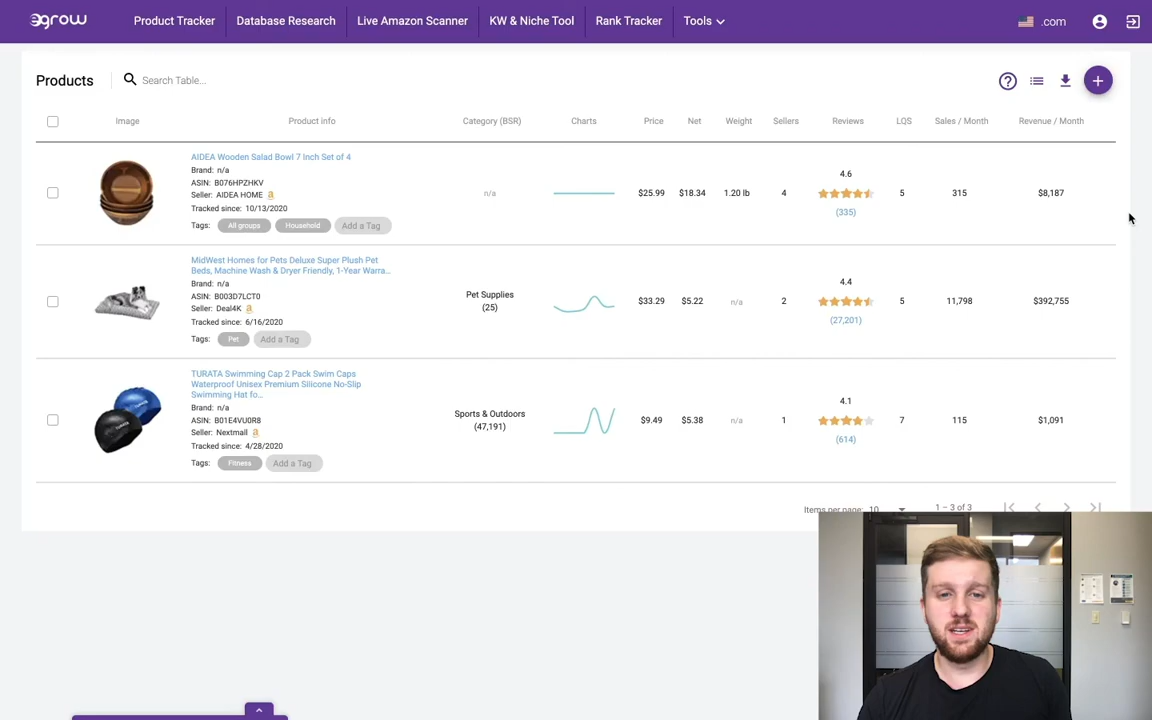 egrow
Product Tracker
Database Research
Live Amazon Scanner
KW & Niche Tool
Rank Tracker
Tools
.com
Products
Search Table...
?
+
Image
Product info
Category (BSR)
Charts
Price
Net
Weight
Sellers
Reviews
LQS
Sales / Month
Revenue / Month
AIDEA Wooden Salad Bowl 7 Inch Set of 4
Brand: n/a
ASIN: B076HPZHKV
Seller: AIDEA HOME a
Tracked since: 10/13/2020
Tags: All groups Household Add a Tag
n/a
$25.99
$18.34
1.20 lb
4
4.6
(335)
5
315
$8,187
MidWest Homes for Pets Deluxe Super Plush Pet
Beds, Machine Wash & Dryer Friendly, 1-Year Warra...
Brand: n/a
ASIN: B003D7LCT0
Seller: Deal4K a
Tracked since: 6/16/2020
Tags: Pet Add a Tag
Pet Supplies
(25)
$33.29
$5.22
n/a
2
4.4
(27,201)
5
11,798
$392,755
TURATA Swimming Cap 2 Pack Swim Caps
Waterproof Unisex Premium Silicone No-Slip
Swimming Hat fo...
Brand: n/a
ASIN: B01E4VU0R8
Seller: Nextmall a
Tracked since: 4/28/2020
Tags: Fitness Add a Tag
Sports & Outdoors
(47,191)
$9.49
$5.38
n/a
1
4.1
(614)
7
115
$1,091
Items per page: 10
1 – 3 of 3